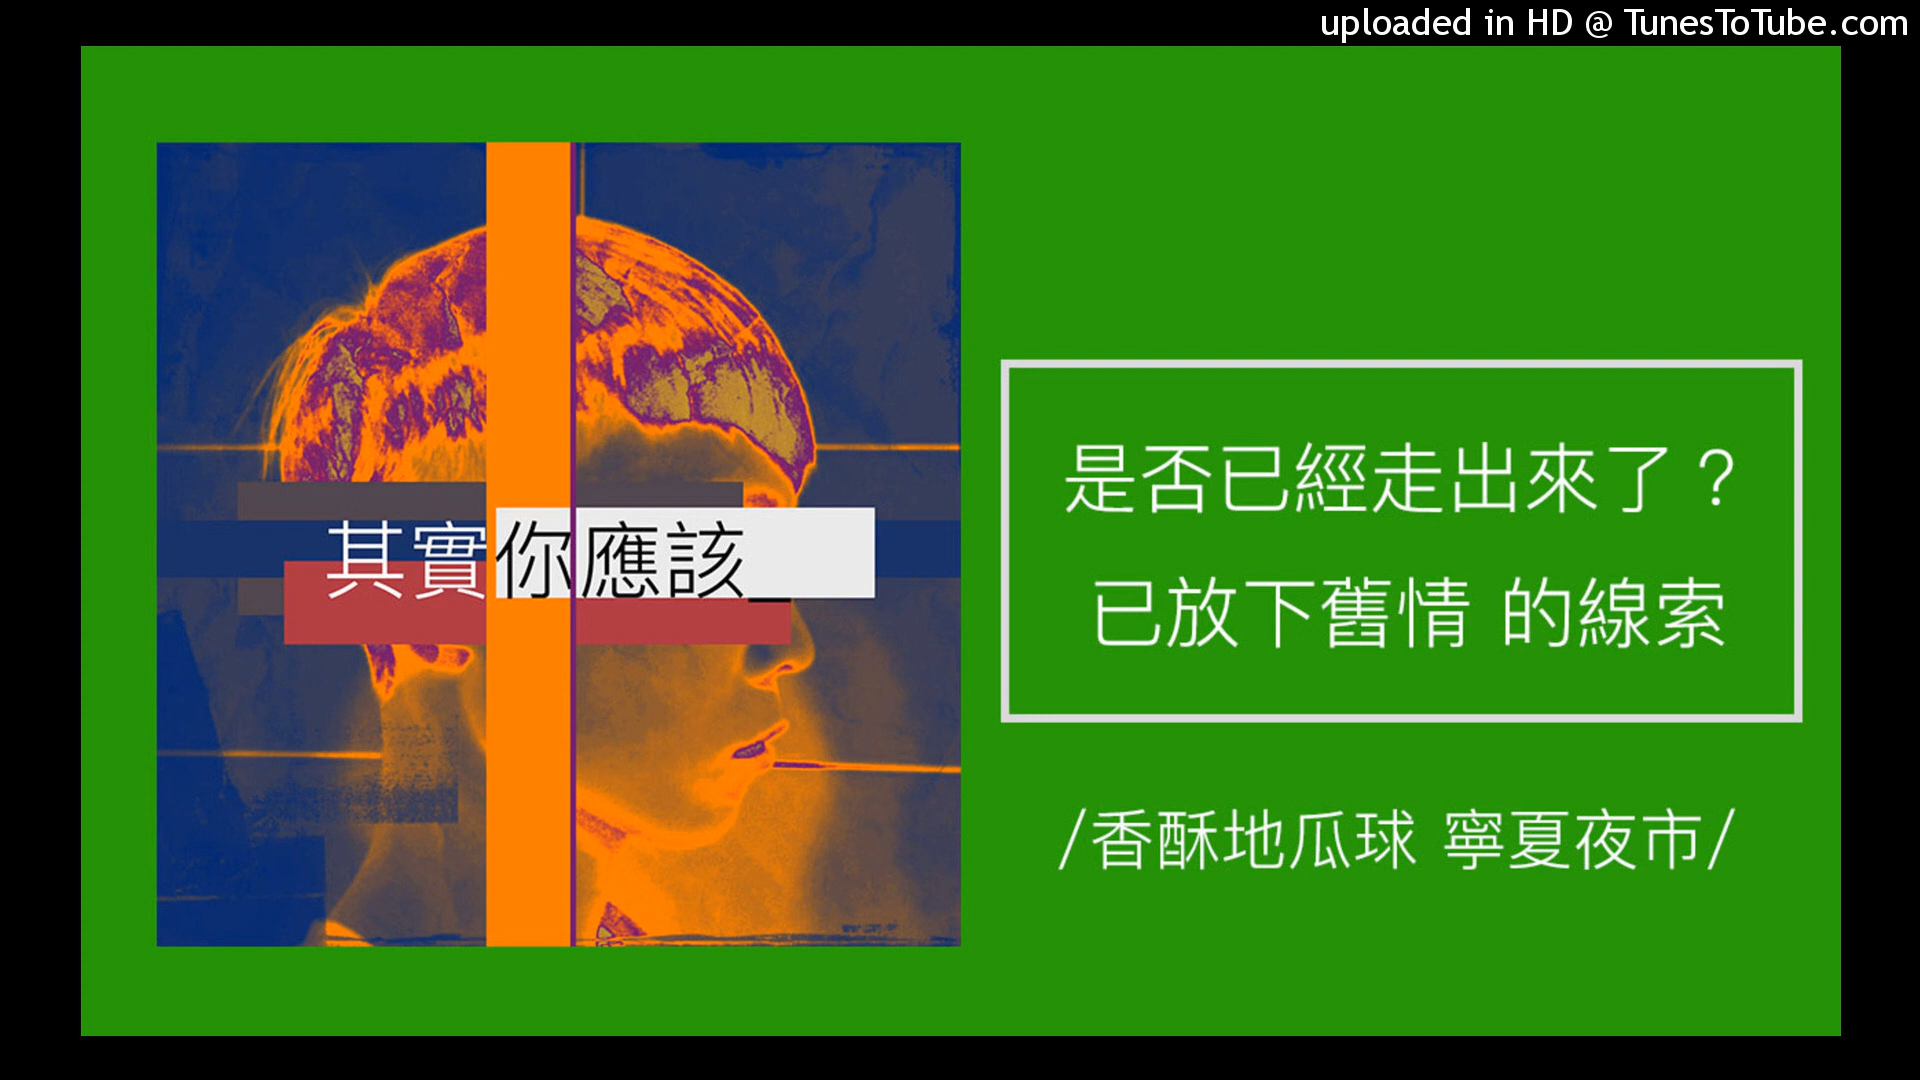 uploaded in HD @ TunesToTube.com
其實你應該_
是否已經走出來了？
已放下舊情 的線索
/香酥地瓜球 寧夏夜市/